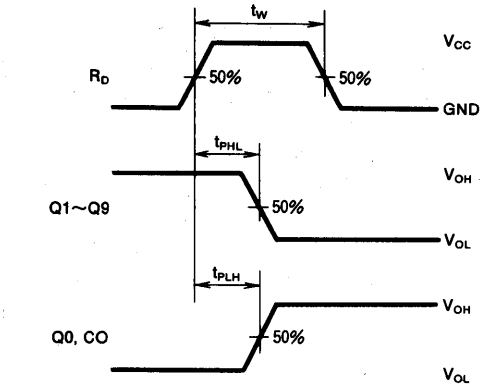 tW
VCC
RD
50%
50%
GND
tPHL
VOH
Q1~Q9
50%
VOL
tPLH
VOH
Q0, CO
50%
VOL